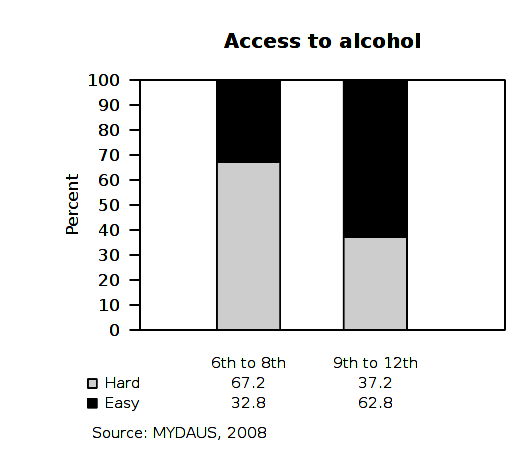 Access to alcohol
100
90
80
70
60
50
40
30
20
10
0
Percent
6th to 8th 9th to 12th
Hard 67.2 37.2
Easy 32.8 62.8
Source: MYDAUS, 2008